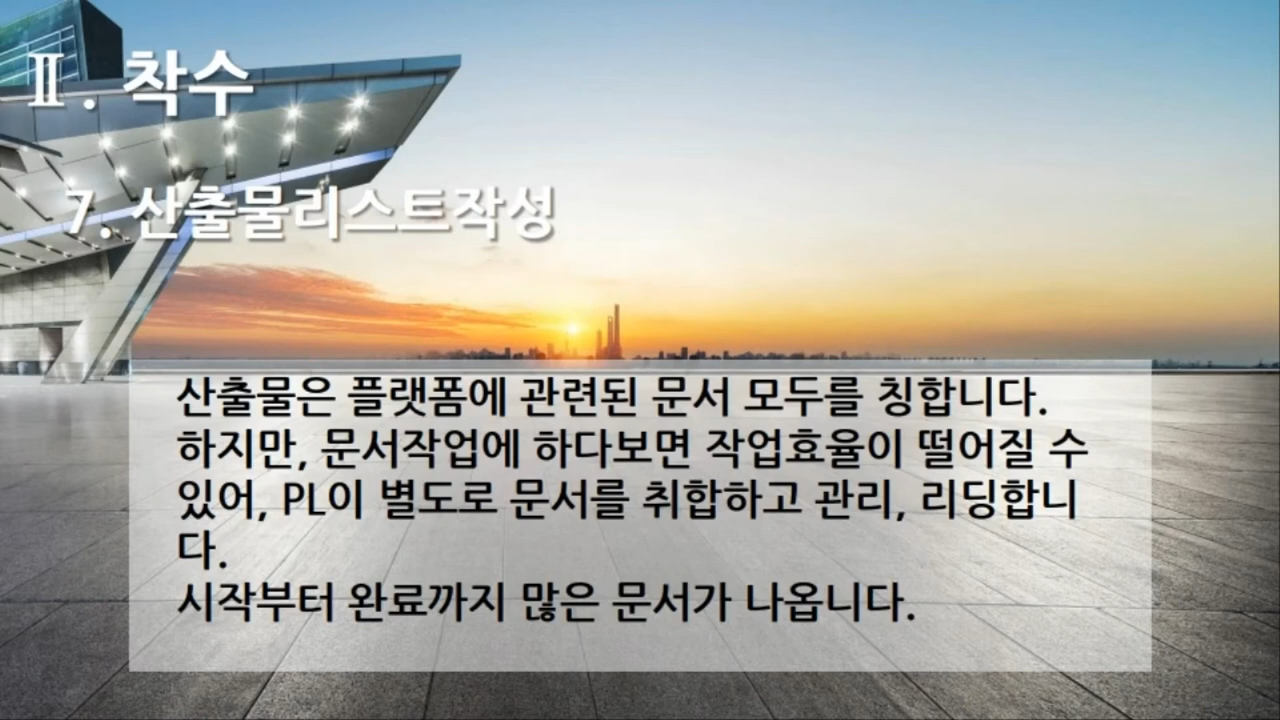 Ⅱ. 착수
7. 산출물리스트작성
산출물은 플랫폼에 관련된 문서 모두를 칭합니다.
하지만, 문서작업에 하다보면 작업효율이 떨어질 수
있어, PL이 별도로 문서를 취합하고 관리, 리딩합니
다.
시작부터 완료까지 많은 문서가 나옵니다.